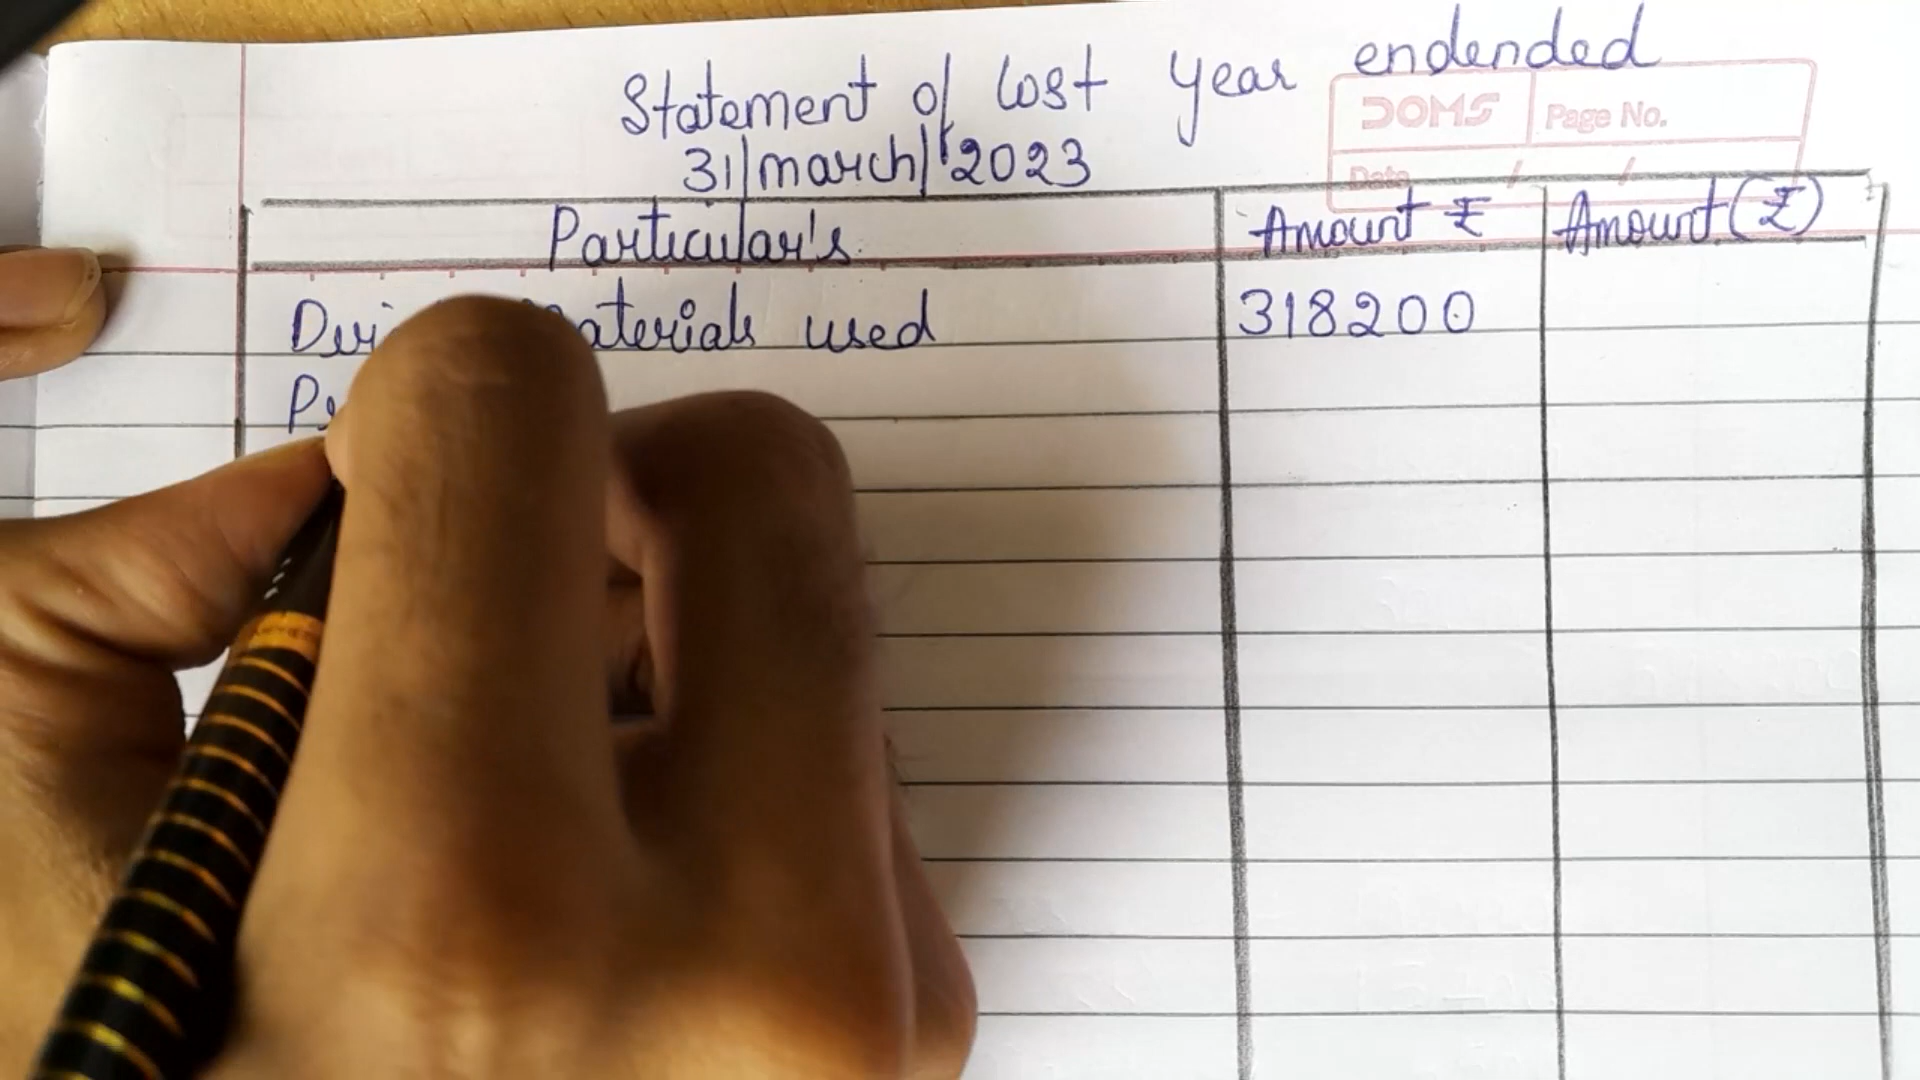 Statement of Cost year endended
31/march/2023
DOMS Page No.
Date / /
Particular's Amount ₹ Amount (₹)
materials used 318200